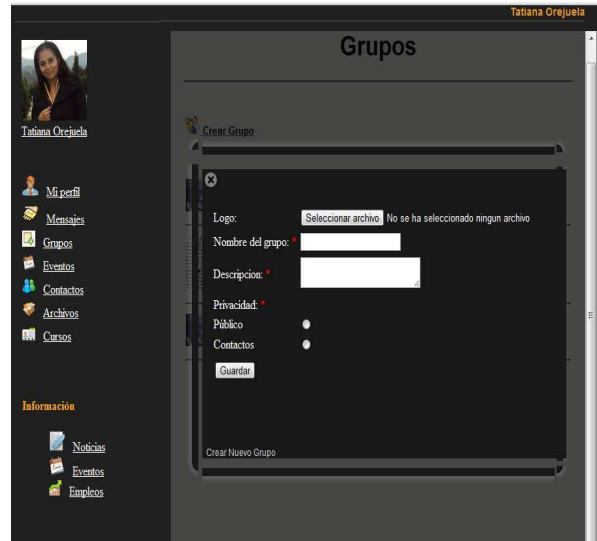 Tatiana Orejuela
Grupos
Tatiana Orejuela
Mi perfil
Mensajes
Grupos
Eventos
Contactos
Archivos
Cursos
Información
Noticias
Eventos
Empleos
Crear Grupo
Logo: Seleccionar archivo No se ha seleccionado ningun archivo
Nombre del grupo: *
Descripcion: *
Privacidad: *
Público
Contactos
Guardar
Crear Nuevo Grupo